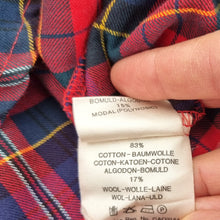 BOMULD-ALGOD
15%
MODAL(POLYNOSIC)
83%
COTTON-BAUMWOLLE
COTON-KATOEN-COTONE
ALGODON-BOMULD
17%
WOOL-WOLLE-LAINE
WOL-LANA-ULD